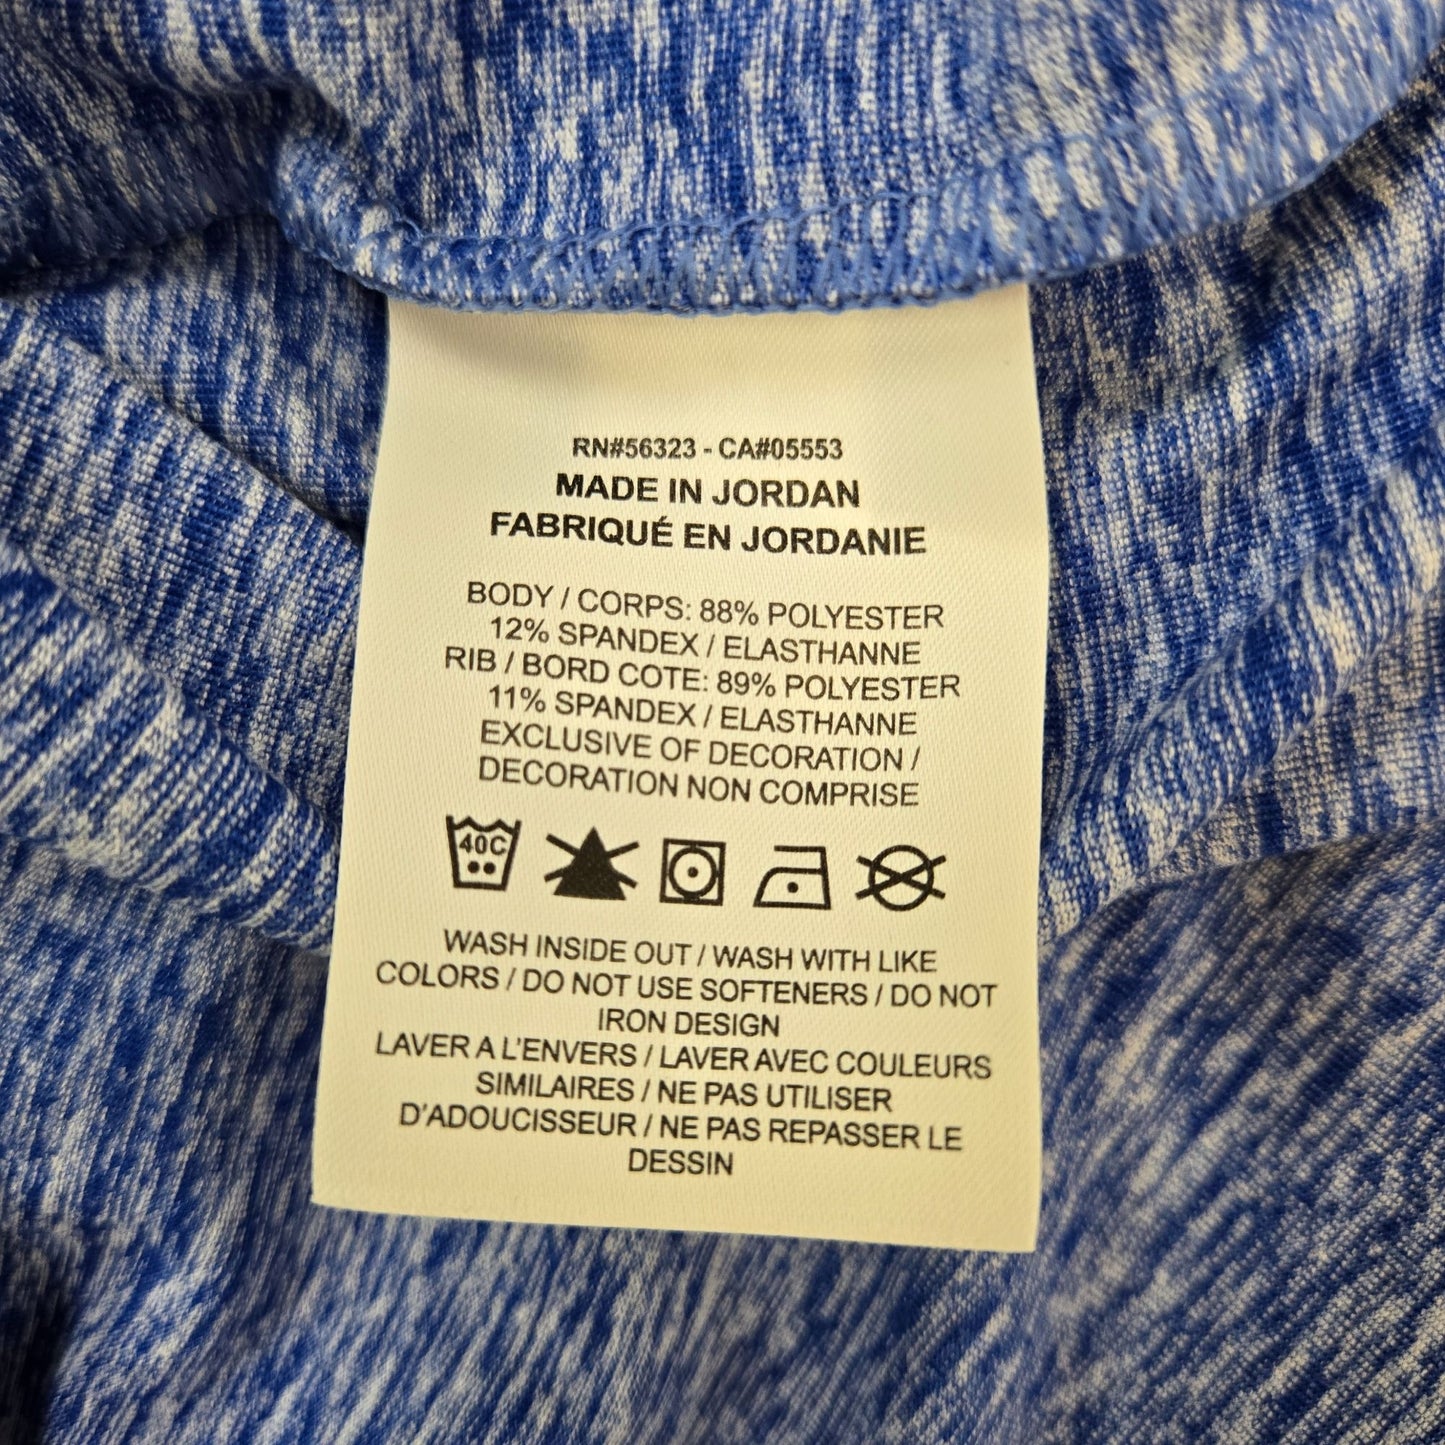 RN#56323 - CA#05553
MADE IN JORDAN
FABRIQUÉ EN JORDANIE
BODY / CORPS: 88% POLYESTER
12% SPANDEX / ELASTHANNE
RIB / BORD COTE: 89% POLYESTER
11% SPANDEX / ELASTHANNE
EXCLUSIVE OF DECORATION /
DECORATION NON COMPRISE
40C
WASH INSIDE OUT / WASH WITH LIKE
COLORS / DO NOT USE SOFTENERS / DO NOT
IRON DESIGN
LAVER A L'ENVERS / LAVER AVEC COULEURS
SIMILAIRES / NE PAS UTILISER
D'ADOUCISSEUR / NE PAS REPASSER LE
DESSIN